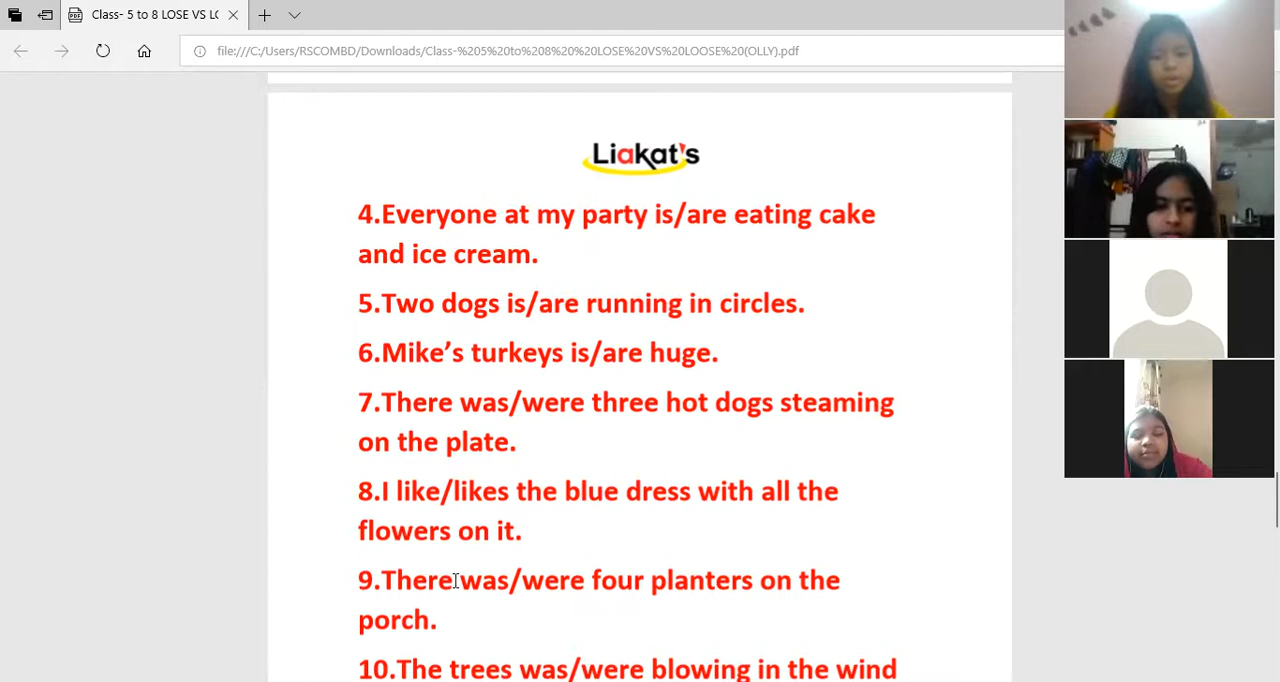 Class- 5 to 8 LOSE VS LO
file:///C:/Users/RSCOMBD/Downloads/Class-%205%20to%208%20%20LOSE%20VS%20LOOSE%20(OLLY).pdf
Liakat's
4.Everyone at my party is/are eating cake
and ice cream.
5.Two dogs is/are running in circles.
6.Mike’s turkeys is/are huge.
7.There was/were three hot dogs steaming
on the plate.
8.I like/likes the blue dress with all the
flowers on it.
9.There was/were four planters on the
porch.
10.The trees was/were blowing in the wind